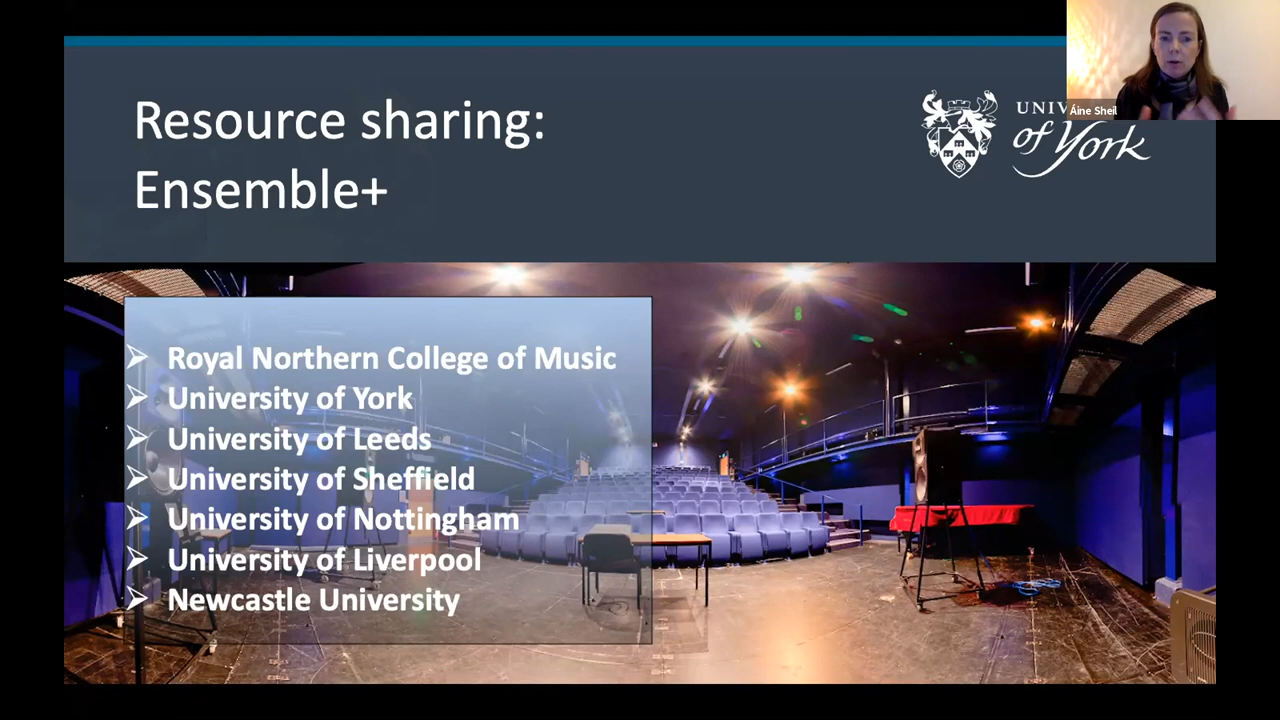 Resource sharing:
Ensemble+
UNIV
of York
Áine Sheil
Royal Northern College of Music
University of York
University of Leeds
University of Sheffield
University of Nottingham
University of Liverpool
Newcastle University